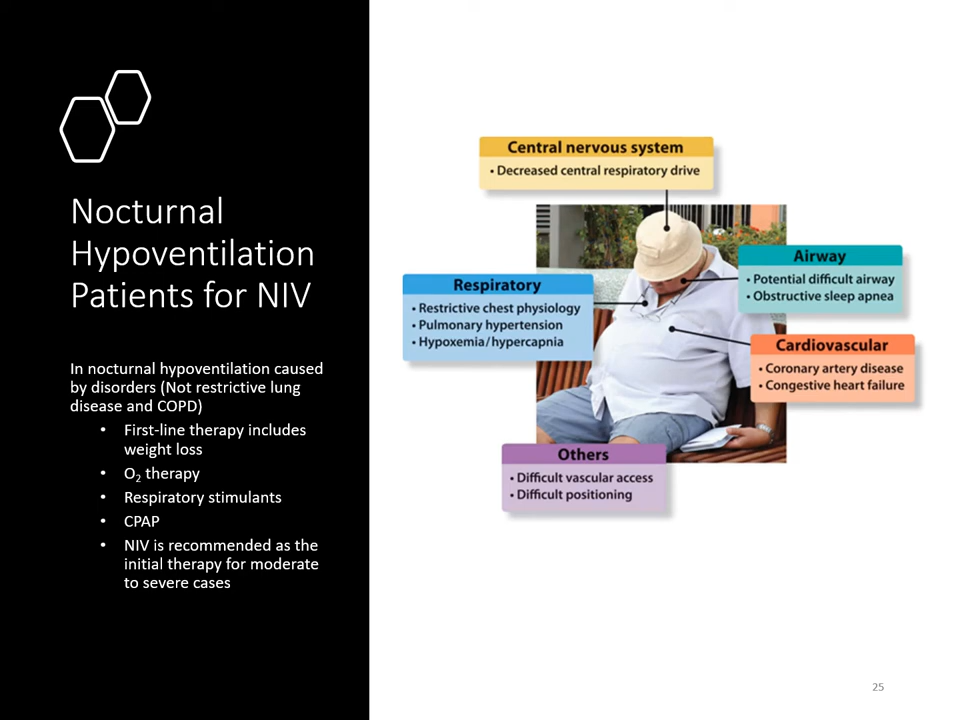 Nocturnal
Hypoventilation
Patients for NIV
In nocturnal hypoventilation caused
by disorders (Not restrictive lung
disease and COPD)
• First-line therapy includes
weight loss
• O₂ therapy
• Respiratory stimulants
• CPAP
• NIV is recommended as the
initial therapy for moderate
to severe cases
Central nervous system
• Decreased central respiratory drive
Airway
• Potential difficult airway
• Obstructive sleep apnea
Respiratory
• Restrictive chest physiology
• Pulmonary hypertension
• Hypoxemia/hypercapnia
Cardiovascular
• Coronary artery disease
• Congestive heart failure
Others
• Difficult vascular access
• Difficult positioning
25